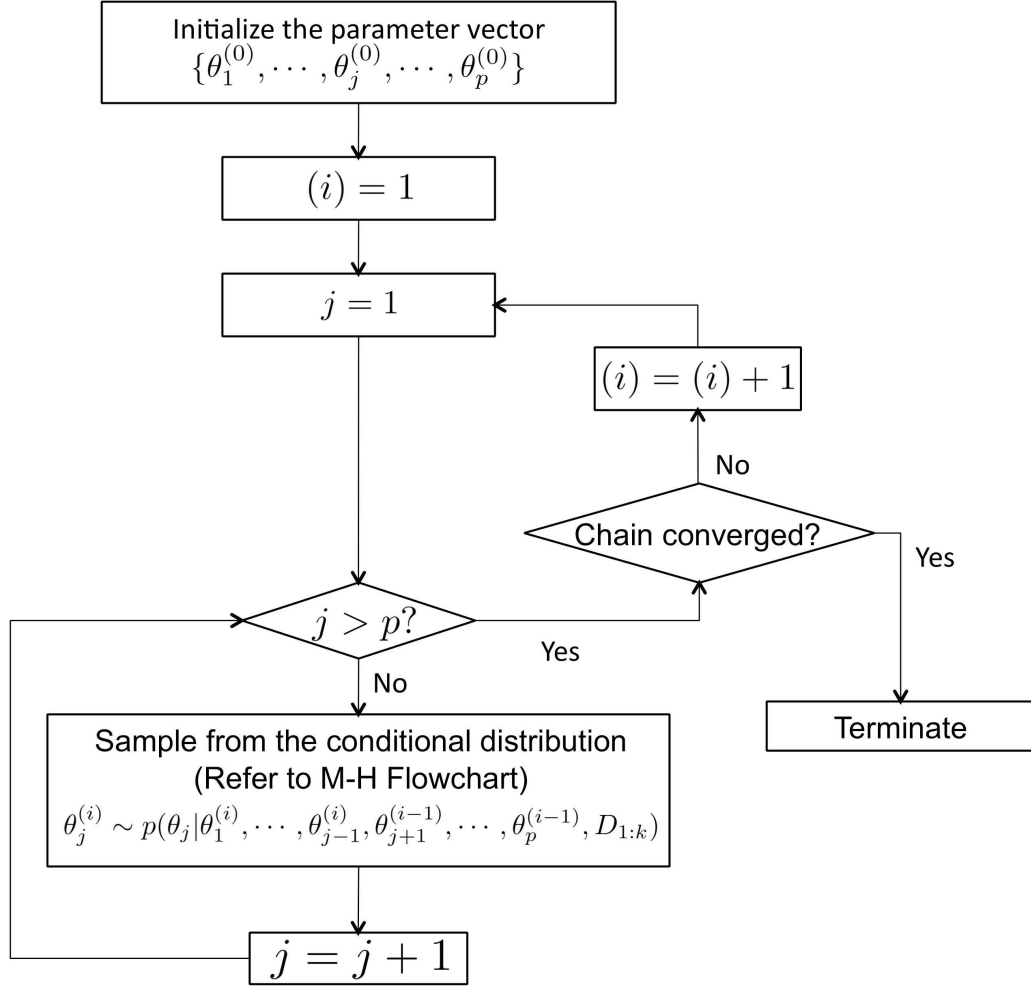 Initialize the parameter vector
{θ_1^{(0)}, ⋯ , θ_j^{(0)}, ⋯ , θ_p^{(0)}}
(i) = 1
j = 1
(i) = (i) + 1
No
Chain converged?
Yes
j > p?
Yes
No
Sample from the conditional distribution
(Refer to M-H Flowchart)
θ_j^{(i)} ∼ p(θ_j|θ_1^{(i)}, ⋯ , θ_{j−1}^{(i)}, θ_{j+1}^{(i−1)}, ⋯ , θ_p^{(i−1)}, D_{1:k})
Terminate
j = j + 1